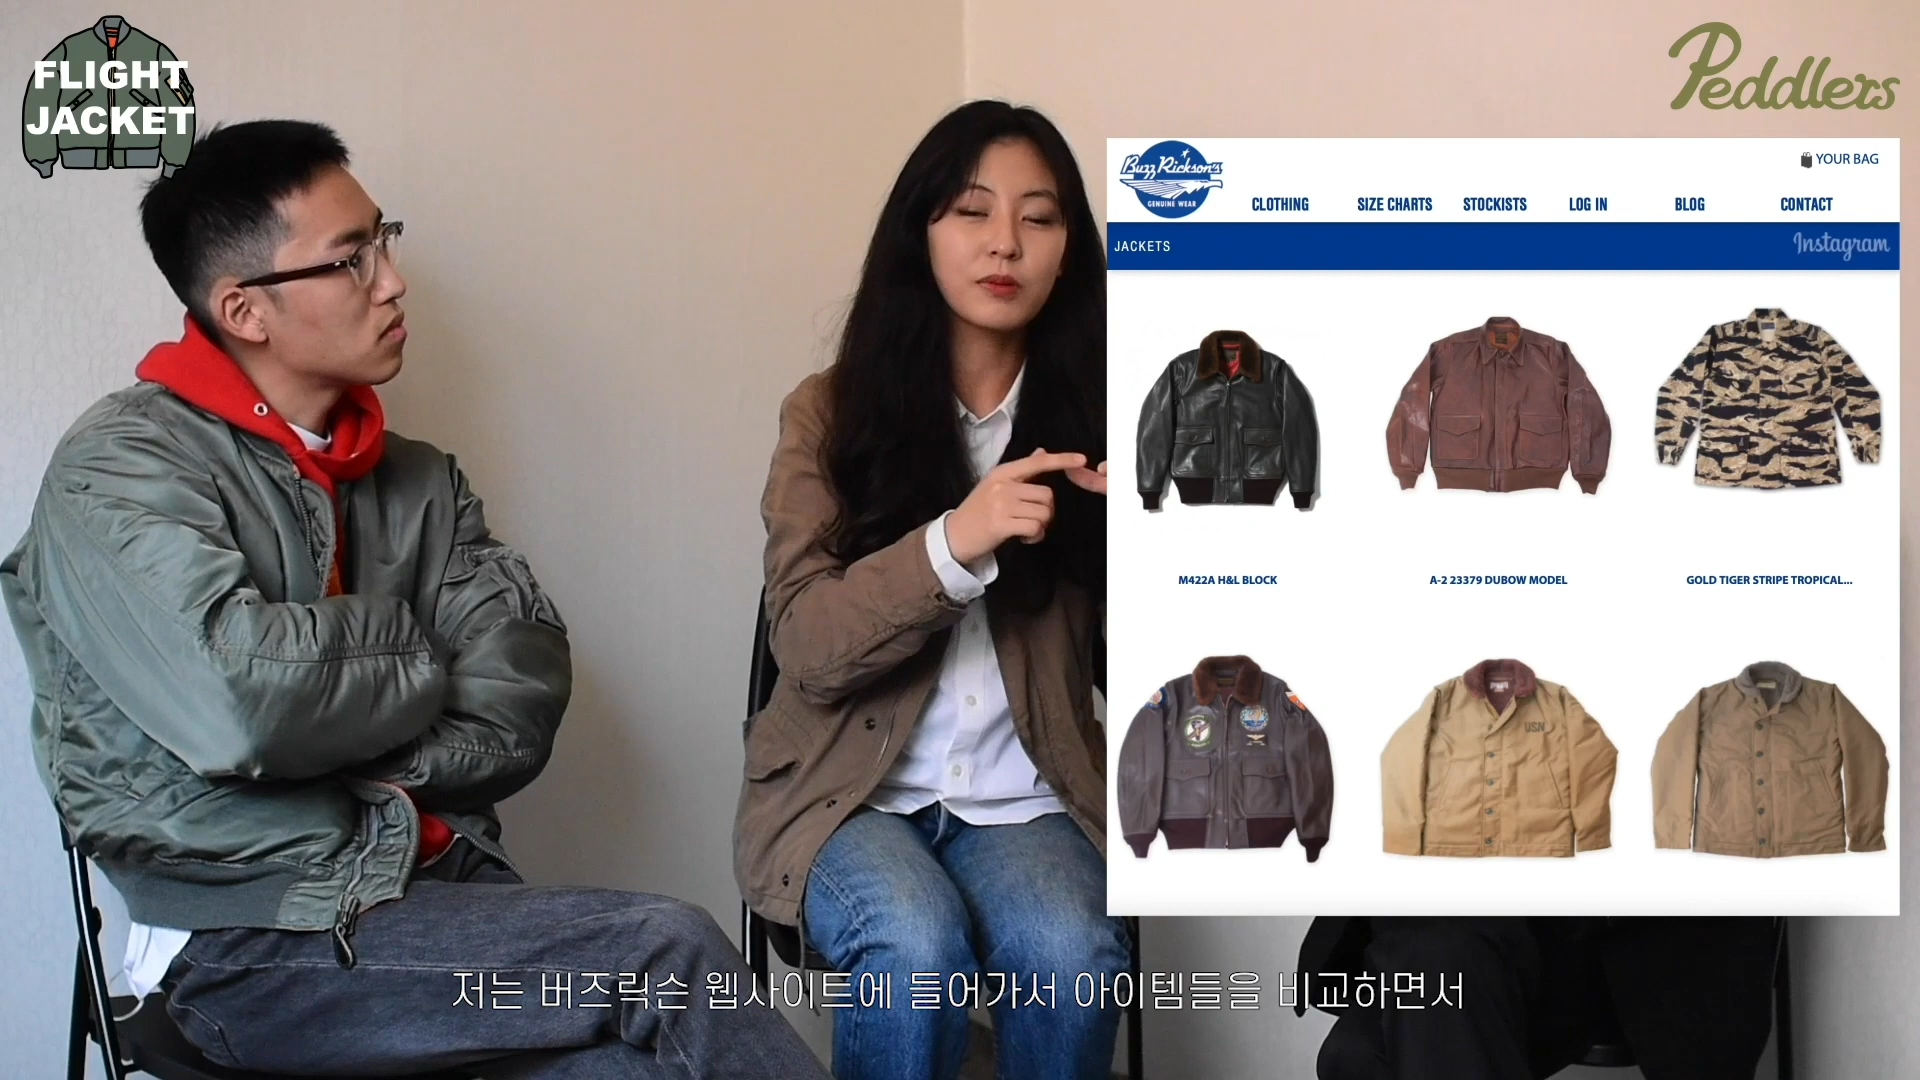 FLIGHT
JACKET
Peddlers
Buzz Rickson's
GENUINE WEAR
YOUR BAG
CLOTHING SIZE CHARTS STOCKISTS LOG IN BLOG CONTACT
JACKETS
Instagram
M422A H&L BLOCK
A-2 23379 DUBOW MODEL
GOLD TIGER STRIPE TROPICAL...
USN
저는 버즈릭슨 웹사이트에 들어가서 아이템들을 비교하면서